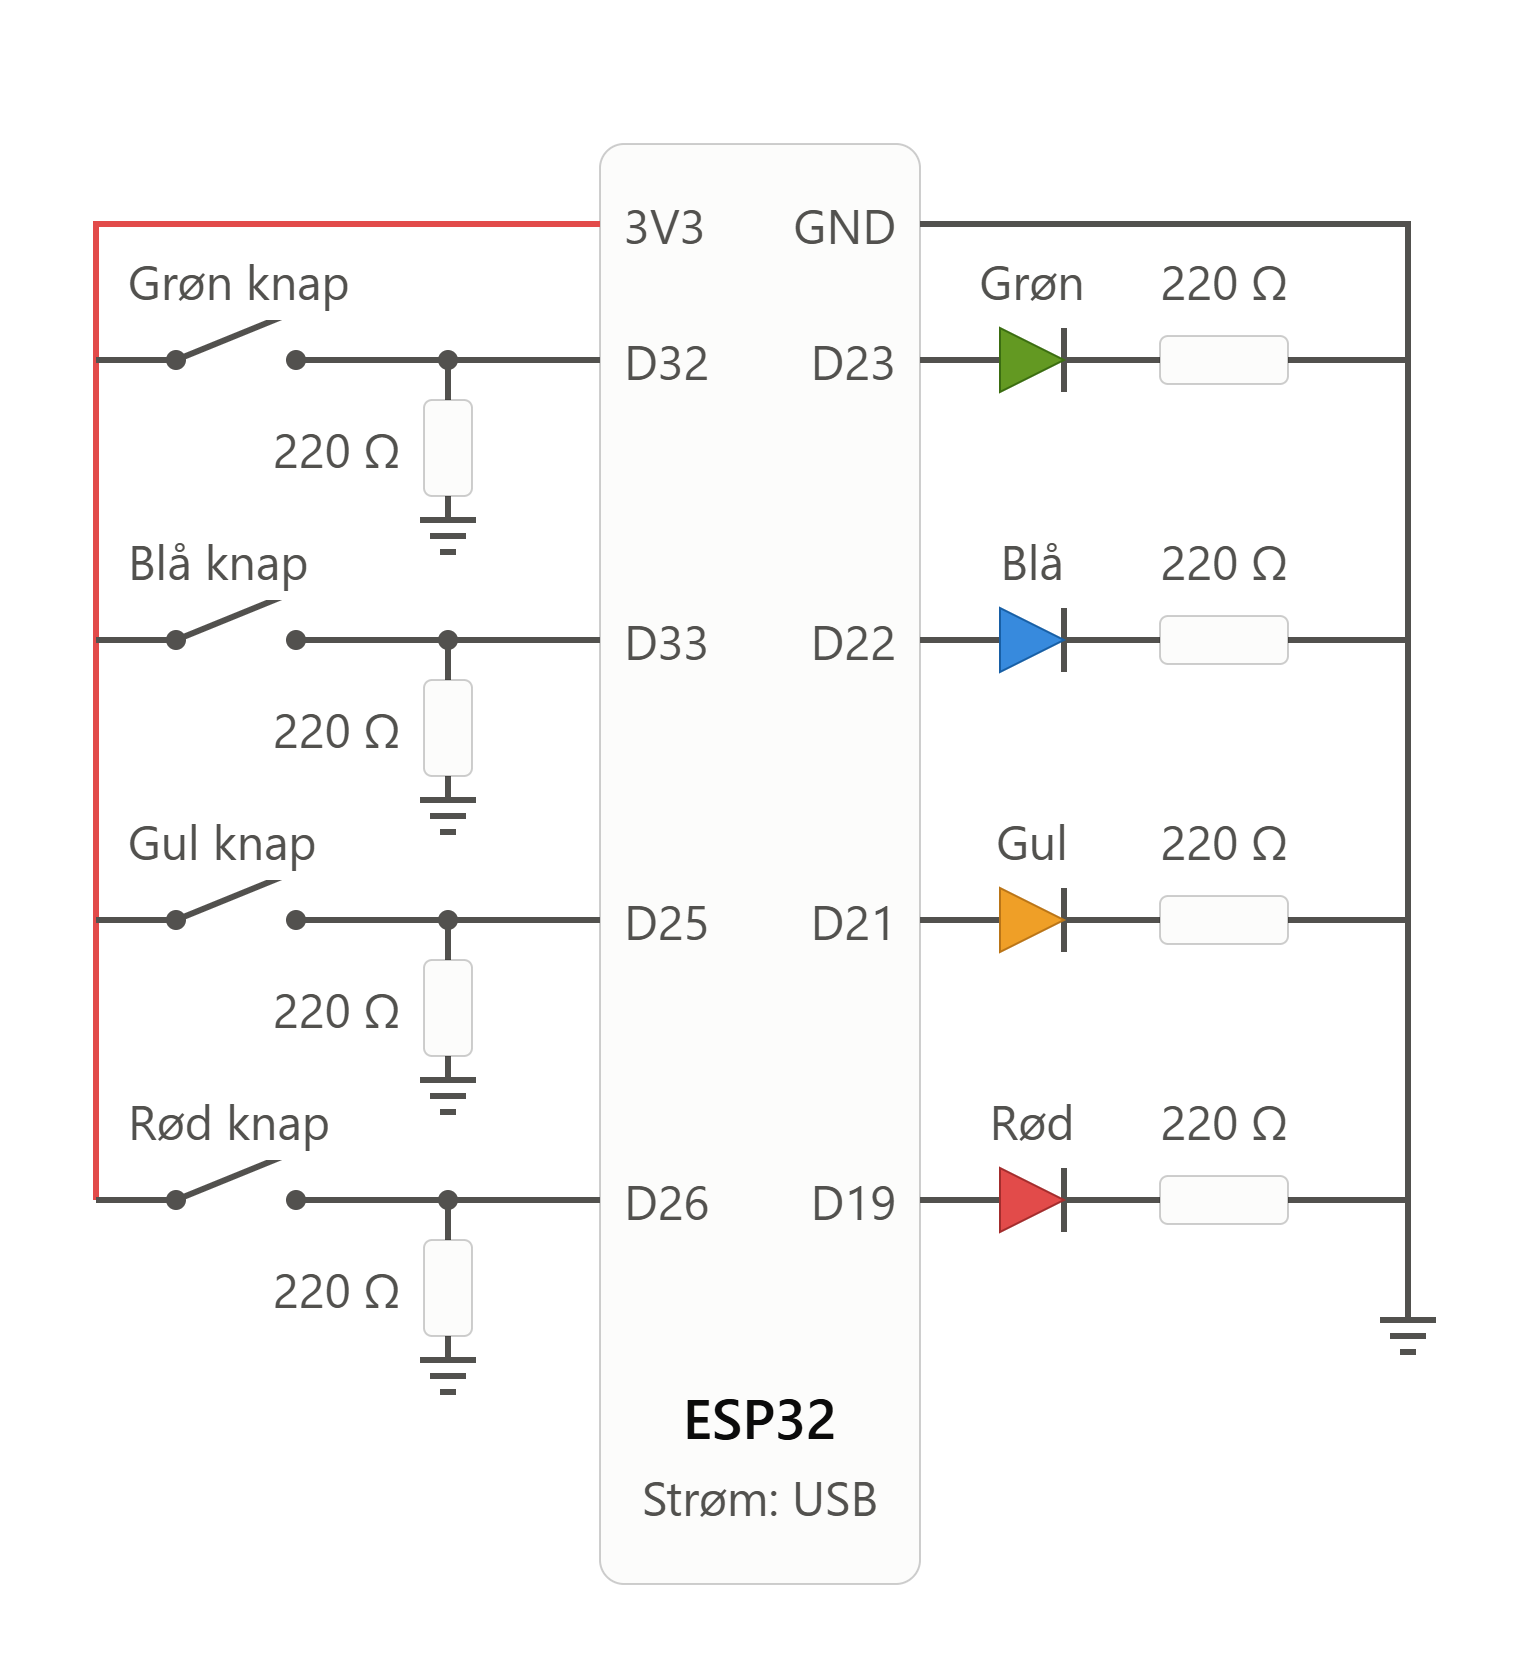 3V3 GND
Grøn knap
Grøn 220 Ω
D32 D23
220 Ω
Blå knap
Blå 220 Ω
D33 D22
220 Ω
Gul knap
Gul 220 Ω
D25 D21
220 Ω
Rød knap
Rød 220 Ω
D26 D19
220 Ω
ESP32
Strøm: USB